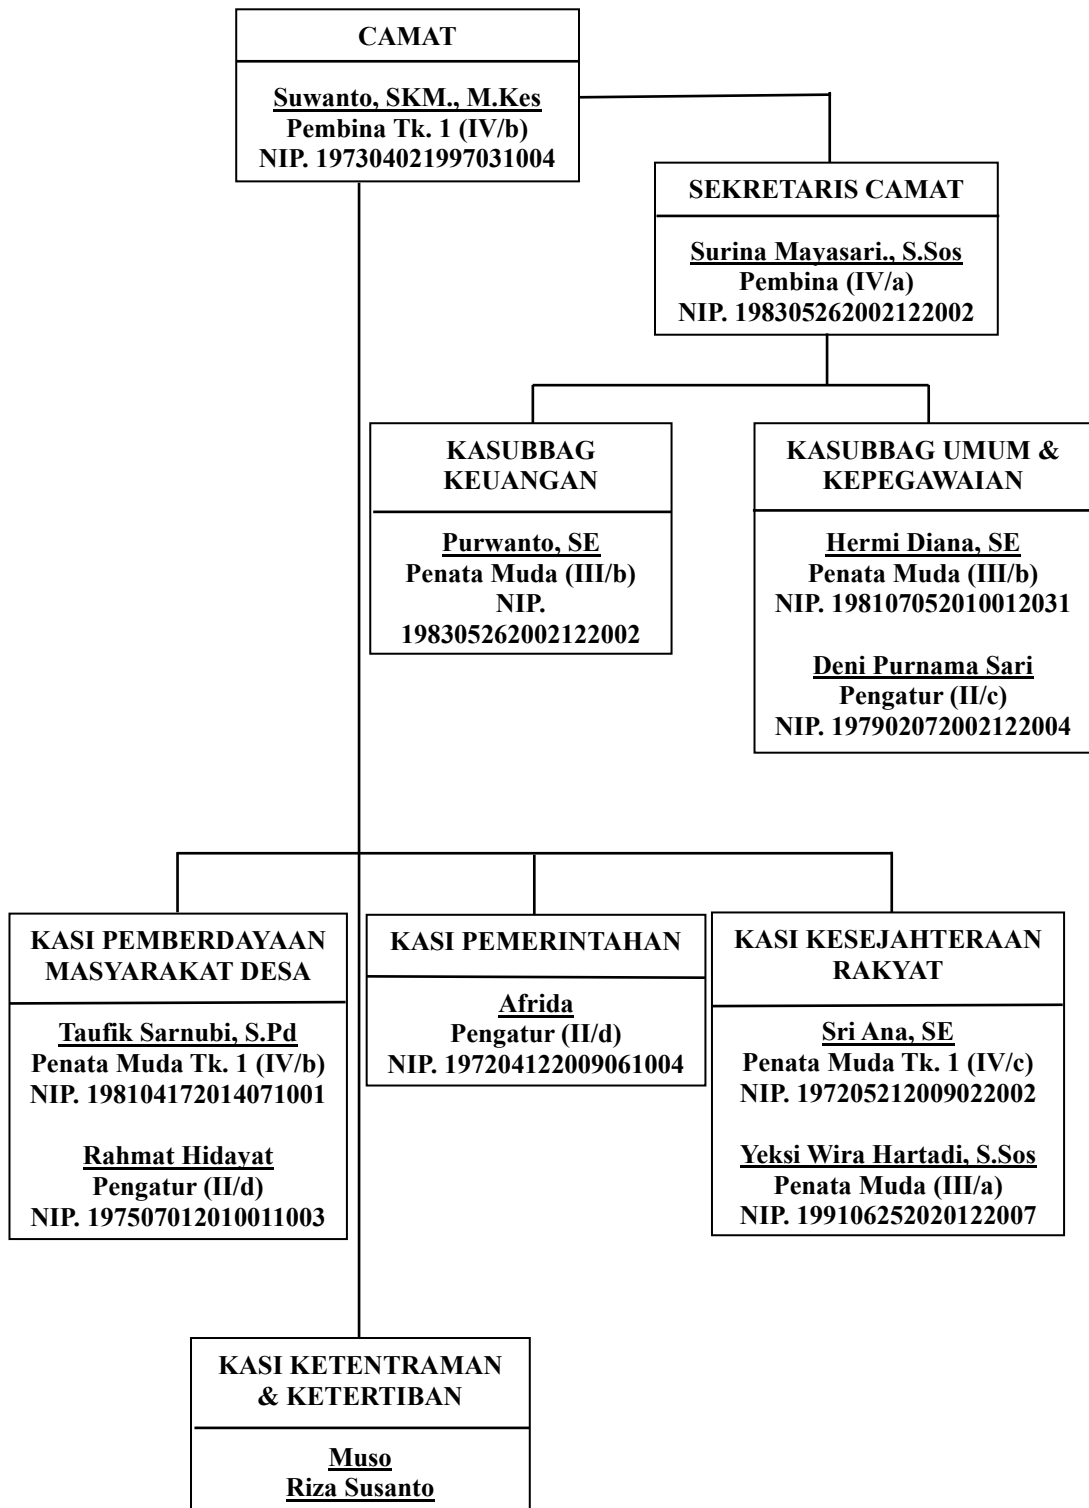 CAMAT
Suwanto, SKM., M.Kes
Pembina Tk. 1 (IV/b)
NIP. 197304021997031004
SEKRETARIS CAMAT
Surina Mayasari., S.Sos
Pembina (IV/a)
NIP. 198305262002122002
KASUBBAG
KEUANGAN
Purwanto, SE
Penata Muda (III/b)
NIP.
198305262002122002
KASUBBAG UMUM &
KEPEGAWAIAN
Hermi Diana, SE
Penata Muda (III/b)
NIP. 198107052010012031
Deni Purnama Sari
Pengatur (II/c)
NIP. 197902072002122004
KASI PEMBERDAYAAN
MASYARAKAT DESA
Taufik Sarnubi, S.Pd
Penata Muda Tk. 1 (IV/b)
NIP. 198104172014071001
Rahmat Hidayat
Pengatur (II/d)
NIP. 197507012010011003
KASI PEMERINTAHAN
Afrida
Pengatur (II/d)
NIP. 197204122009061004
KASI KESEJAHTERAAN
RAKYAT
Sri Ana, SE
Penata Muda Tk. 1 (IV/c)
NIP. 197205212009022002
Yeksi Wira Hartadi, S.Sos
Penata Muda (III/a)
NIP. 199106252020122007
KASI KETENTRAMAN
& KETERTIBAN
Muso
Riza Susanto